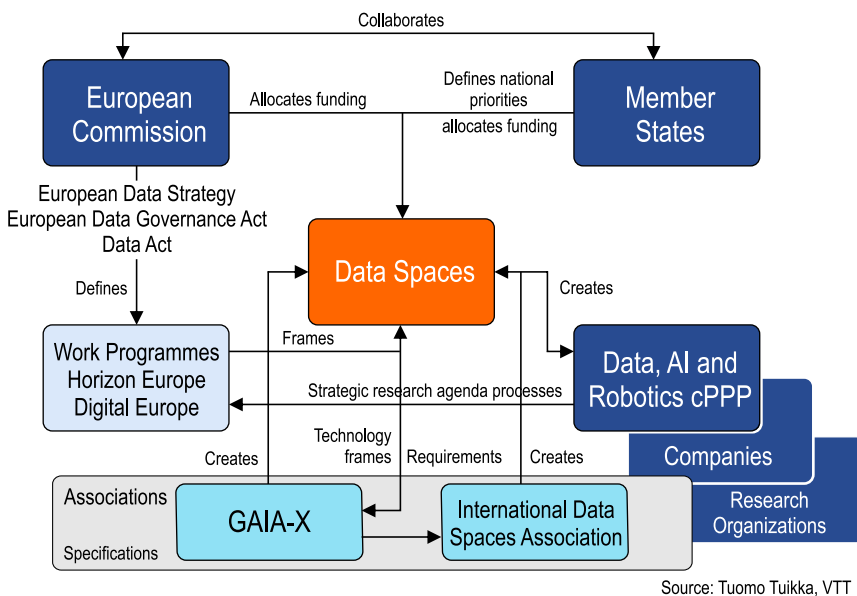 Collaborates
European
Commission
Allocates funding
Defines national
priorities
allocates funding
Member
States
European Data Strategy
European Data Governance Act
Data Act
Data Spaces
Defines
Creates
Work Programmes
Horizon Europe
Digital Europe
Frames
Data, AI and
Robotics cPPP
Strategic research agenda processes
Companies
Creates
Technology
frames
Requirements
Creates
Research
Organizations
Associations
GAIA-X
International Data
Spaces Association
Specifications
Source: Tuomo Tuikka, VTT